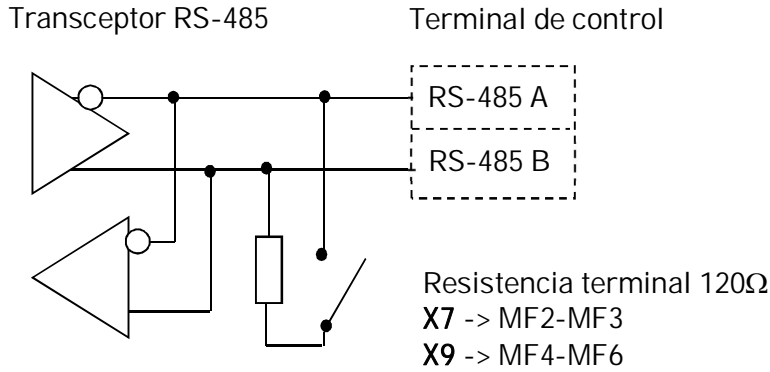 Transceptor RS-485
Terminal de control
RS-485 A
RS-485 B
Resistencia terminal 120Ω
X7 -> MF2-MF3
X9 -> MF4-MF6